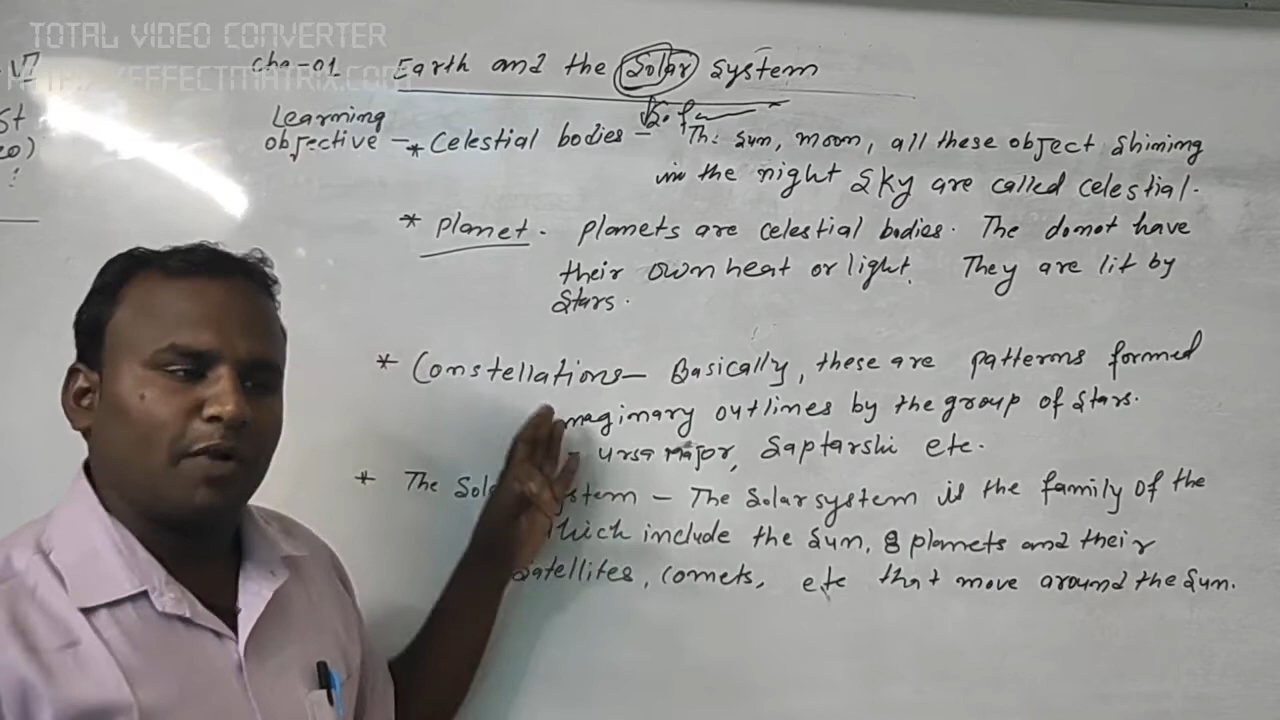 TOTAL VIDEO CONVERTER
HTTP://EFFECTMATRIX.COM
VI
Cha-01 Earth and the Solar System
Learning
objective - * Celestial bodies - The Sun, moon, all these object shining
in the night sky are called celestial.
* planet. planets are celestial bodies. The donot have
their own heat or light. They are lit by
Stars.
* Constellations - Basically, these are patterns formed
imaginary outlines by the group of stars.
- ursa major, Saptarshi etc.
* The Solar System - The Solar system is the family of the
which include the Sun, 8 planets and their
Satellites, comets, etc that move around the Sun.